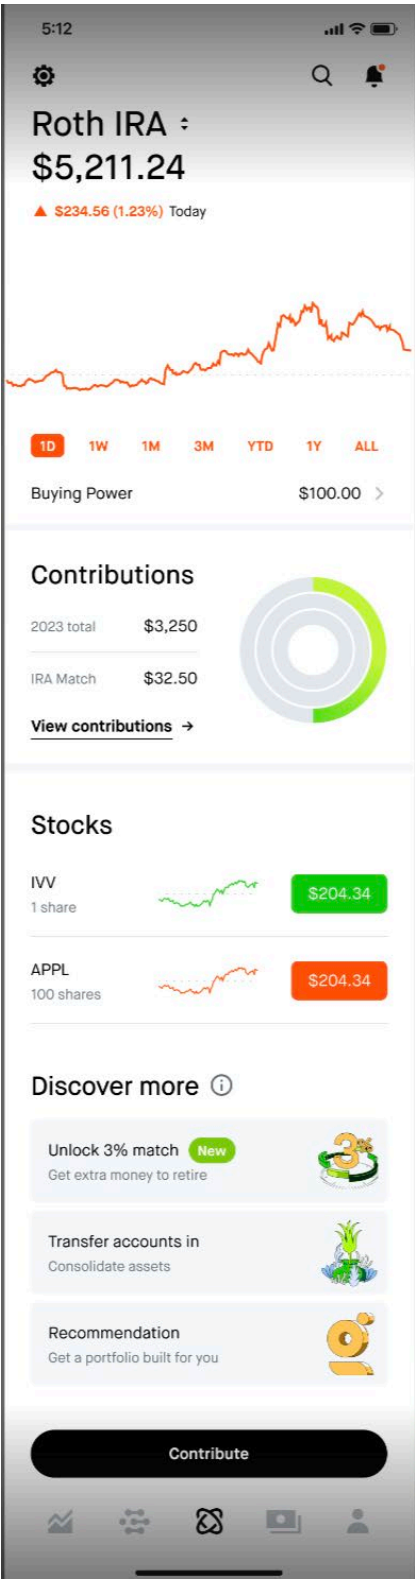 5:12
Roth IRA
$5,211.24
▲ $234.56 (1.23%) Today
1D 1W 1M 3M YTD 1Y ALL
Buying Power $100.00
Contributions
2023 total $3,250
IRA Match $32.50
View contributions →
Stocks
IVV
1 share
$204.34
APPL
100 shares
$204.34
Discover more
Unlock 3% match New
Get extra money to retire
3
Transfer accounts in
Consolidate assets
Recommendation
Get a portfolio built for you
Contribute